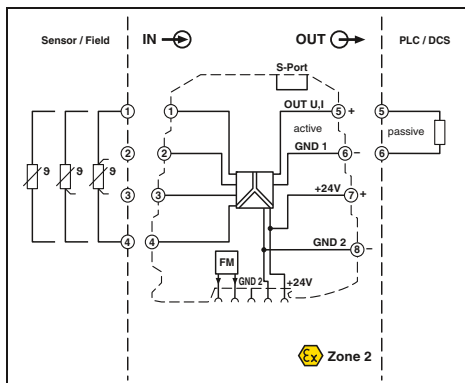 Sensor / Field
IN
OUT
PLC / DCS
S-Port
1
1
OUT U,I
5
+
5
active
passive
2
2
GND 1
6
–
6
ϑ
ϑ
ϑ
3
3
+24V
7
+
4
4
GND 2
8
–
FM
GND 2
+24V
Ex
Zone 2